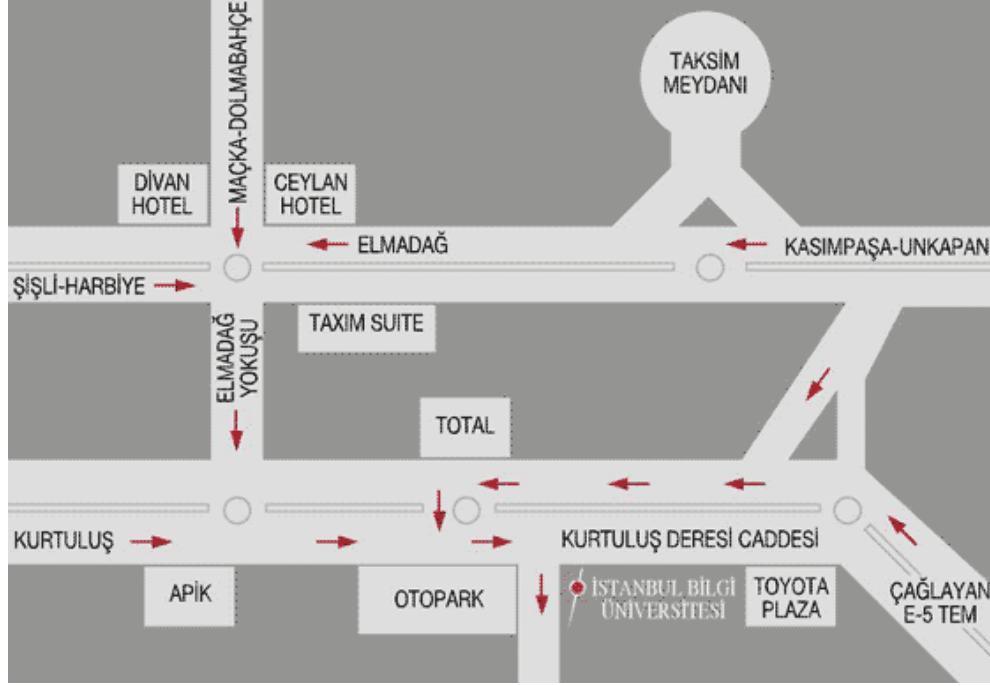 MAÇKA-DOLMABAHÇE
TAKSİM
MEYDANI
DİVAN
HOTEL
CEYLAN
HOTEL
ELMADAĞ
KASIMPAŞA-UNKAPAN
ŞİŞLİ-HARBİYE
TAXIM SUITE
ELMADAĞ
YOKUŞU
TOTAL
KURTULUŞ
KURTULUŞ DERESİ CADDESİ
APİK
OTOPARK
İSTANBUL BİLGİ
ÜNİVERSİTESİ
TOYOTA
PLAZA
ÇAĞLAYAN
E-5 TEM